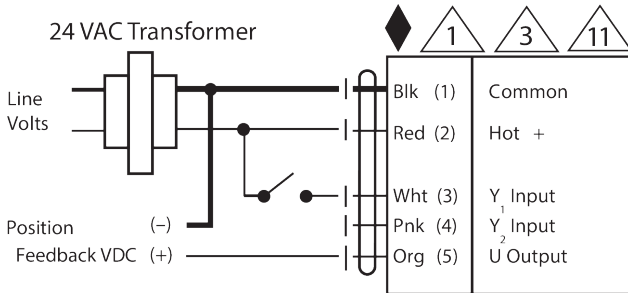 24 VAC Transformer
1 3 11
Line
Volts
Blk (1) Common
Red (2) Hot +
Wht (3) Y1 Input
Pnk (4) Y2 Input
Org (5) U Output
Position (–)
Feedback VDC (+)